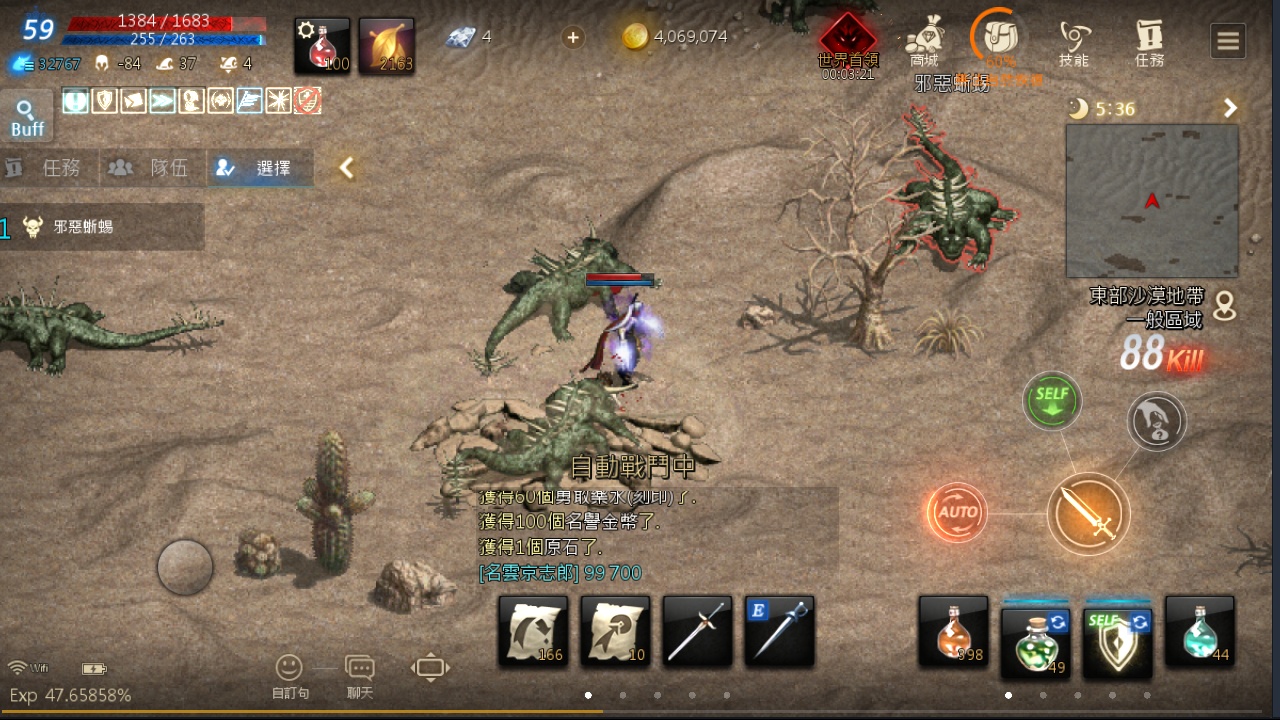 59
1384/1683
255/263
32767
-84
37
4
100
2163
4
4,069,074
世界首領
00:03:21
商城
技能
任務
邪惡蜥蜴
Buff
5:36
任務
隊伍
選擇
1 邪惡蜥蜴
東部沙漠地帶
一般區域
88 Kill
SELF
AUTO
自動戰鬥中
獲得60個勇敢藥水(刻印)了.
獲得100個名譽金幣了.
獲得1個原石了.
[名雲京志郎] 99 700
166
10
E
398
49
SELF
44
Wifi
自訂句
聊天
Exp 47.65858%